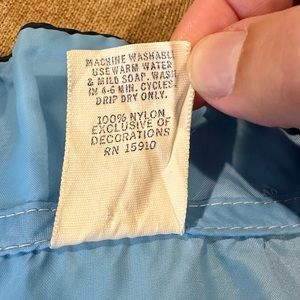 MACHINE WASHABLE
USE WARM WATER
& MILD SOAP. WASH
IN 4-6 MIN. CYCLES.
DRIP DRY ONLY.
100% NYLON
EXCLUSIVE OF
DECORATIONS
RN 15910